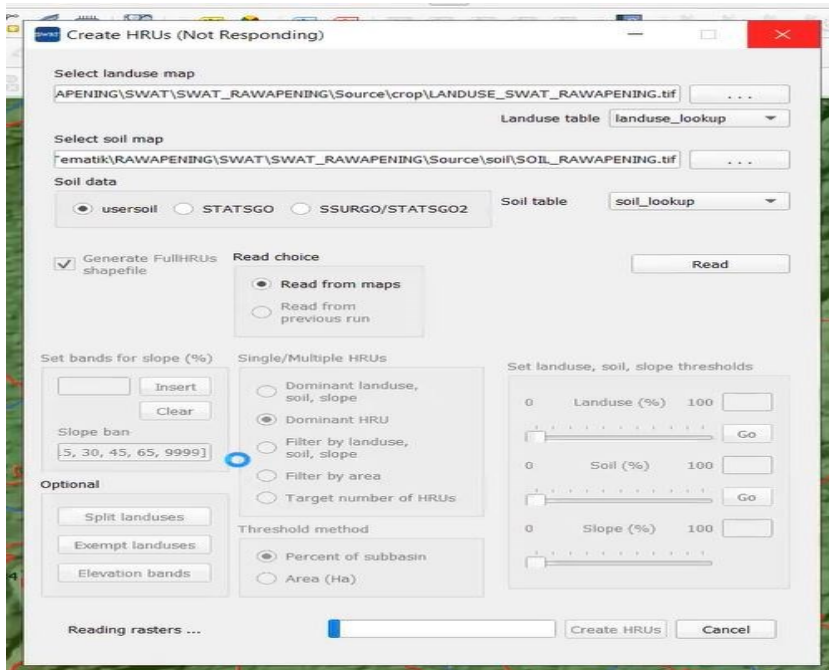 SWAT Create HRUs (Not Responding)
Select landuse map
APENING\SWAT\SWAT_RAWAPENING\Source\crop\LANDUSE_SWAT_RAWAPENING.tif
...
Landuse table landuse_lookup
Select soil map
ematik\RAWAPENING\SWAT\SWAT_RAWAPENING\Source\soil\SOIL_RAWAPENING.tif
...
Soil data
usersoil STATSGO SSURGO/STATSGO2
Soil table soil_lookup
Generate FullHRUs
shapefile
Read choice
Read from maps
Read from
previous run
Read
Set bands for slope (%)
Insert
Clear
Slope ban
5, 30, 45, 65, 9999]
Optional
Split landuses
Exempt landuses
Elevation bands
Single/Multiple HRUs
Dominant landuse,
soil, slope
Dominant HRU
Filter by landuse,
soil, slope
Filter by area
Target number of HRUs
Threshold method
Percent of subbasin
Area (Ha)
Set landuse, soil, slope thresholds
0 Landuse (%) 100
Go
0 Soil (%) 100
Go
0 Slope (%) 100
Reading rasters ...
Create HRUs
Cancel
4